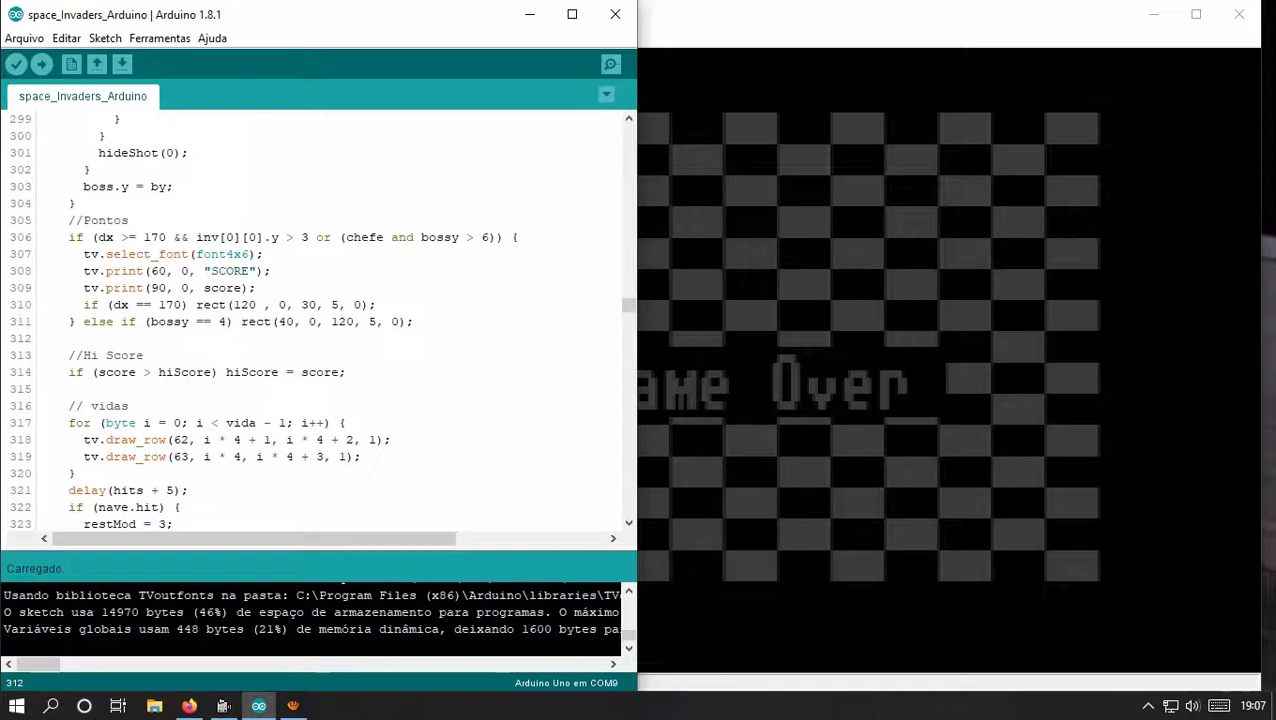 space_Invaders_Arduino | Arduino 1.8.1
Arquivo Editar Sketch Ferramentas Ajuda
space_Invaders_Arduino
299 }
300 }
301 hideShot(0);
302 }
303 boss.y = by;
304 }
305 //Pontos
306 if (dx >= 170 && inv[0][0].y > 3 or (chefe and bossy > 6)) {
307 tv.select_font(font4x6);
308 tv.print(60, 0, "SCORE");
309 tv.print(90, 0, score);
310 if (dx == 170) rect(120 , 0, 30, 5, 0);
311 } else if (bossy == 4) rect(40, 0, 120, 5, 0);
312
313 //Hi Score
314 if (score > hiScore) hiScore = score;
315
316 // vidas
317 for (byte i = 0; i < vida - 1; i++) {
318 tv.draw_row(62, i * 4 + 1, i * 4 + 2, 1);
319 tv.draw_row(63, i * 4, i * 4 + 3, 1);
320 }
321 delay(hits + 5);
322 if (nave.hit) {
323 restMod = 3;
ame Over
Carregado.
Usando biblioteca TVoutfonts na pasta: C:\Program Files (x86)\Arduino\libraries\TV
O sketch usa 14970 bytes (46%) de espaço de armazenamento para programas. O máximo
Variáveis globais usam 448 bytes (21%) de memória dinâmica, deixando 1600 bytes pa
312
Arduino Uno em COM9
19:07